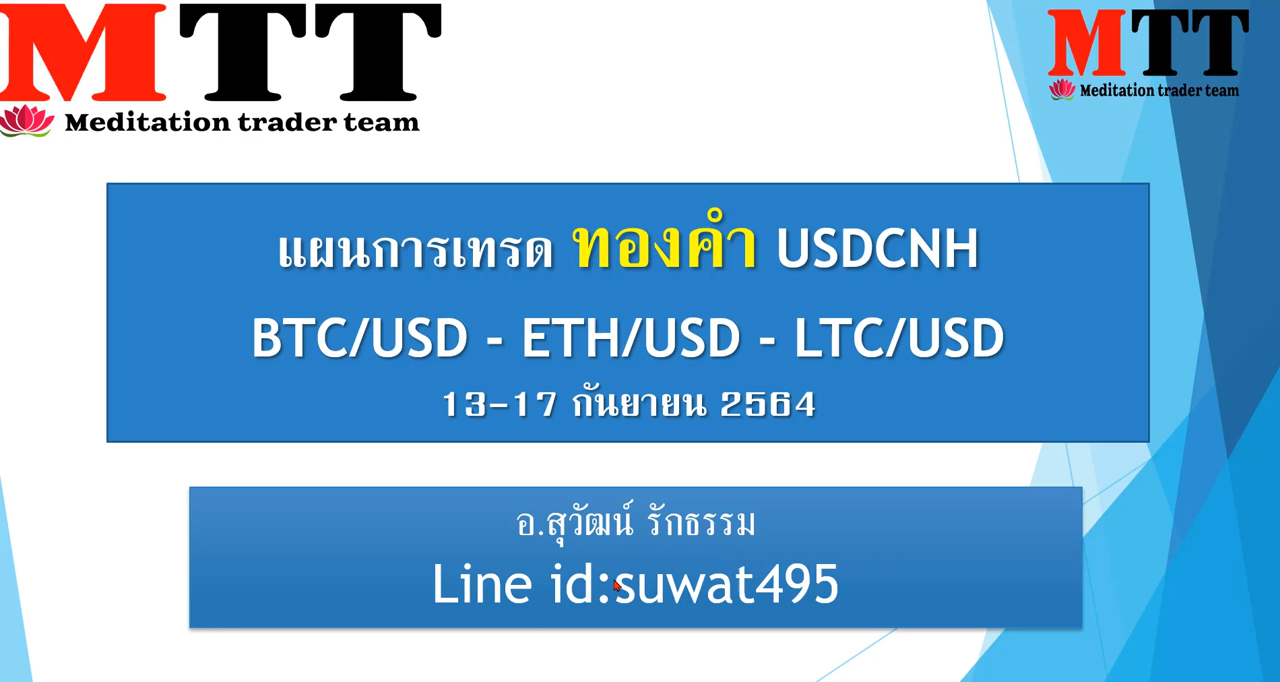 MTT
Meditation trader team
MTT
Meditation trader team
แผนการเทรด ทองคำ USDCNH
BTC/USD - ETH/USD - LTC/USD
13-17 กันยายน 2564
อ.สุวัฒน์ รักธรรม
Line id:suwat495